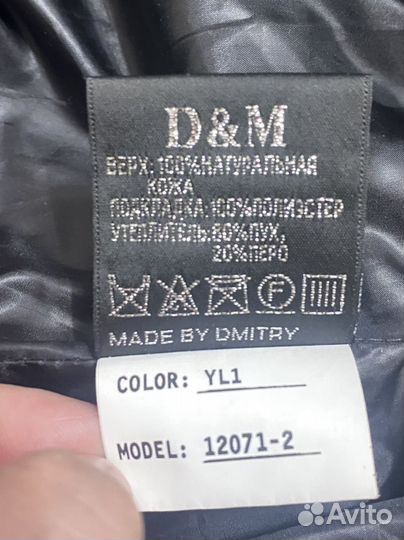 D&M
ВЕРХ:100%НАТУРАЛЬНАЯ
КОЖА
ПОДКЛАДКА:100%ПОЛИЭСТЕР
УТЕПЛИТЕЛЬ:80%ПУХ,
20%ПЕРО
F
MADE BY DMITRY
COLOR: YL1
MODEL: 12071-2
Avito